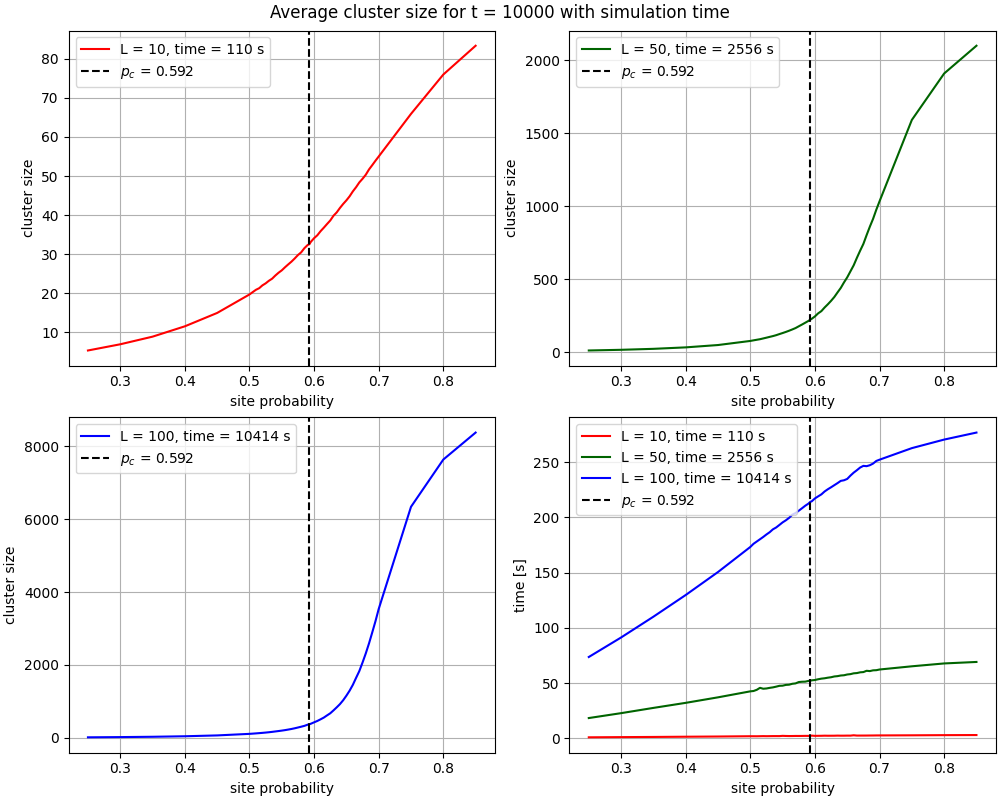 Average cluster size for t = 10000 with simulation time
cluster size
80
70
60
50
40
30
20
10
L = 10, time = 110 s
p_c = 0.592
0.3 0.4 0.5 0.6 0.7 0.8
site probability
cluster size
2000
1500
1000
500
0
L = 50, time = 2556 s
p_c = 0.592
0.3 0.4 0.5 0.6 0.7 0.8
site probability
cluster size
8000
6000
4000
2000
0
L = 100, time = 10414 s
p_c = 0.592
0.3 0.4 0.5 0.6 0.7 0.8
site probability
time [s]
250
200
150
100
50
0
L = 10, time = 110 s
L = 50, time = 2556 s
L = 100, time = 10414 s
p_c = 0.592
0.3 0.4 0.5 0.6 0.7 0.8
site probability